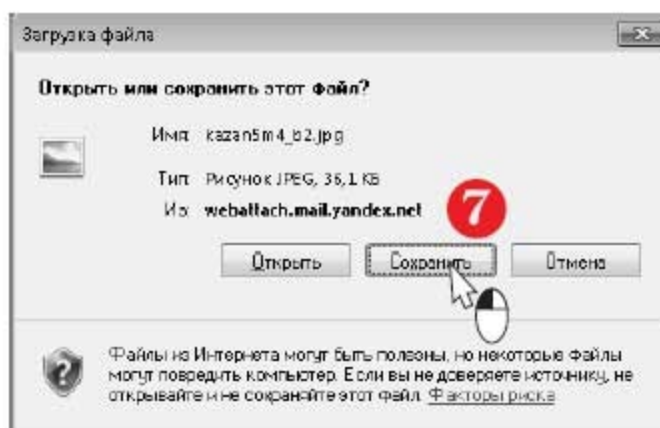 Загрузка файла
Открыть или сохранить этот файл?
Имя: kazan5m4_b2.jpg
Тип: Рисунок JPEG, 36,1 КБ
Из: webattach.mail.yandex.net
7
Открыть Сохранить Отмена
Файлы из Интернета могут быть полезны, но некоторые файлы
могут повредить компьютер. Если вы не доверяете источнику, не
открывайте и не сохраняйте этот файл. Факторы риска